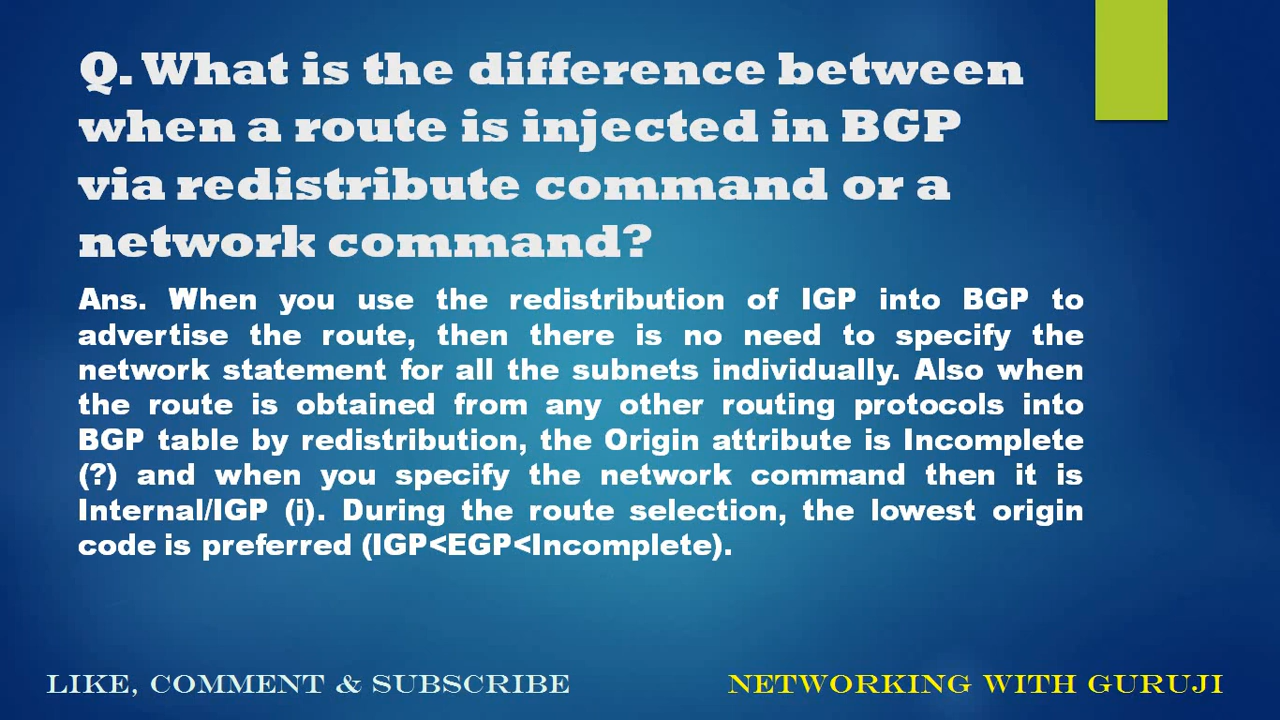 Q. What is the difference between
when a route is injected in BGP
via redistribute command or a
network command?
Ans. When you use the redistribution of IGP into BGP to
advertise the route, then there is no need to specify the
network statement for all the subnets individually. Also when
the route is obtained from any other routing protocols into
BGP table by redistribution, the Origin attribute is Incomplete
(?) and when you specify the network command then it is
Internal/IGP (i). During the route selection, the lowest origin
code is preferred (IGP<EGP<Incomplete).
LIKE, COMMENT & SUBSCRIBE
NETWORKING WITH GURUJI